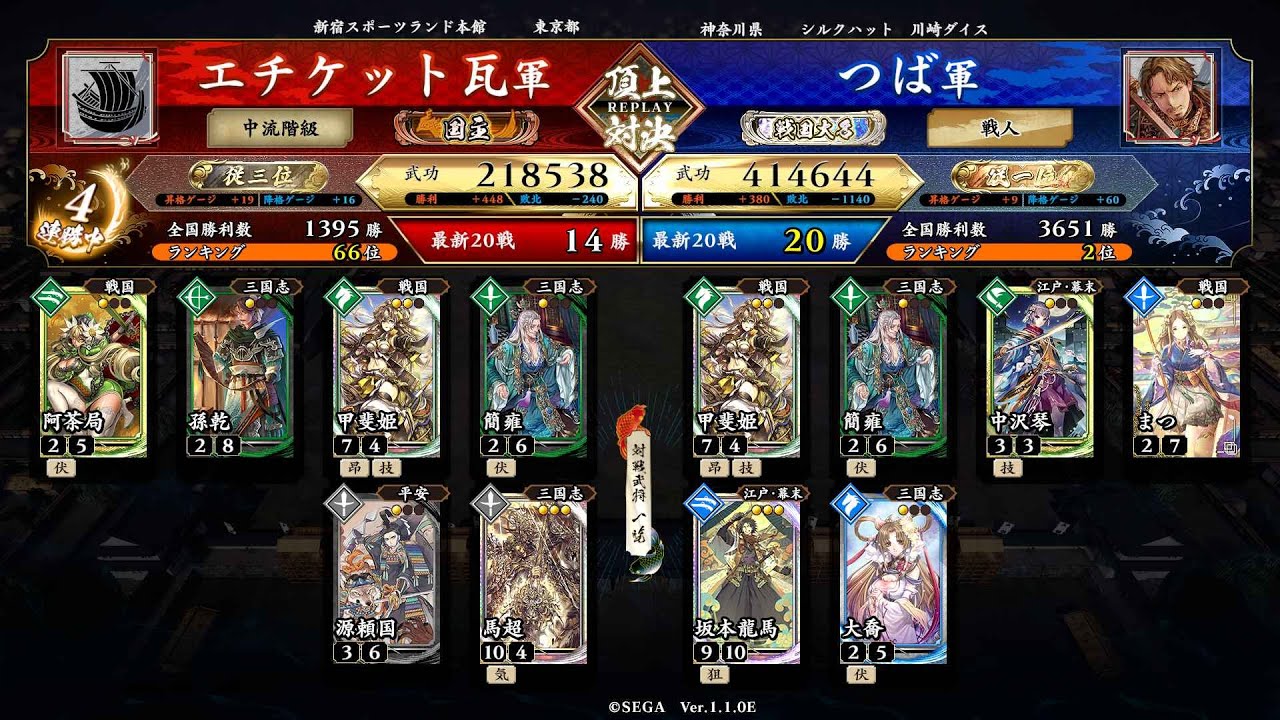 新宿スポーツランド本館 東京都
神奈川県 シルクハット 川崎ダイス
エチケット瓦軍
頂上
REPLAY
対決
つば軍
中流階級
国主
戦国大名
戦人
従三位
昇格ゲージ +19 降格ゲージ +16
武功 218538
勝利 +448 敗北 -240
武功 414644
勝利 +380 敗北 -1140
昇格ゲージ +9 降格ゲージ +60
4
連勝中
全国勝利数 1395勝
ランキング 66位
最新20戦 14勝
最新20戦 20勝
全国勝利数 3651勝
ランキング 2位
戦国
阿茶局
2 5
伏
三国志
孫乾
2 8
戦国
甲斐姫
7 4
昂 技
三国志
簡雍
2 6
伏
戦国
甲斐姫
7 4
昂 技
三国志
簡雍
2 6
伏
江戸・幕末
中沢琴
3 3
技
戦国
まつ
2 7
対戦武将一覧
平安
源頼国
3 6
三国志
馬超
10 4
気
江戸・幕末
坂本龍馬
9 10
狙
三国志
大喬
2 5
伏
©SEGA Ver.1.1.0E